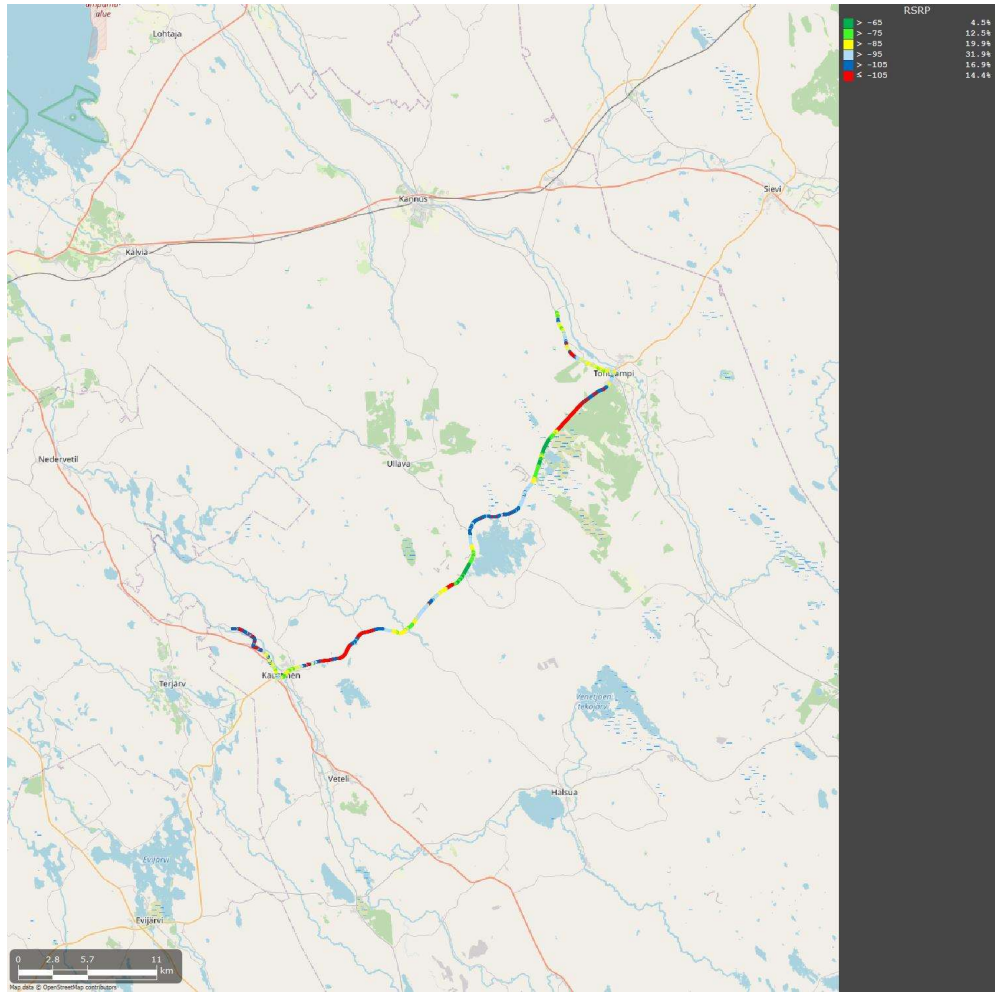 alue
Lohtaja
Kannus
Sievi
Kälviä
Nedervetil
Ullava
Terjärv
Veteli
Halsua
Venetjoen
tekojärvi
Evijärvi
Evijärvi
0 2.8 5.7 11
km
Map data © OpenStreetMap contributors
RSRP
> -65 4.5%
> -75 12.5%
> -85 19.9%
> -95 31.9%
> -105 16.9%
≤ -105 14.4%